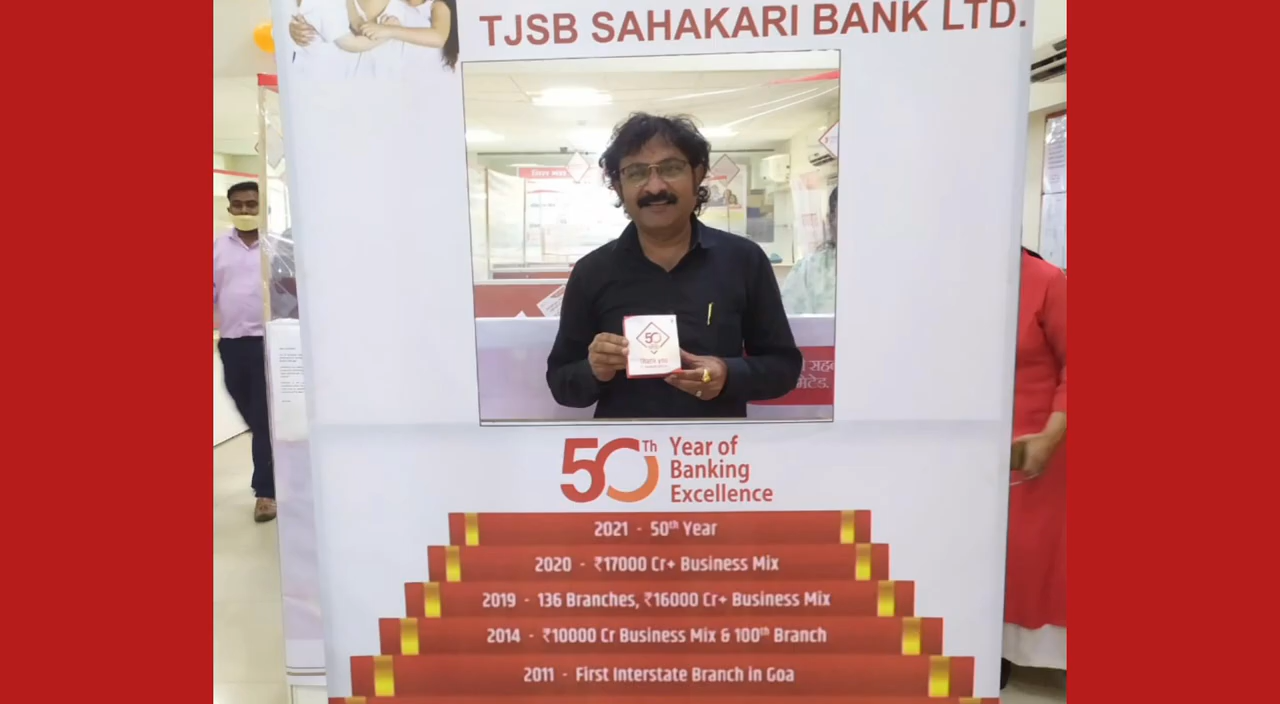 TJSB SAHAKARI BANK LTD.
50
50Th Year of
Banking
Excellence
2021 - 50th Year
2020 - ₹17000 Cr+ Business Mix
2019 - 136 Branches, ₹16000 Cr+ Business Mix
2014 - ₹10000 Cr Business Mix & 100th Branch
2011 - First Interstate Branch in Goa